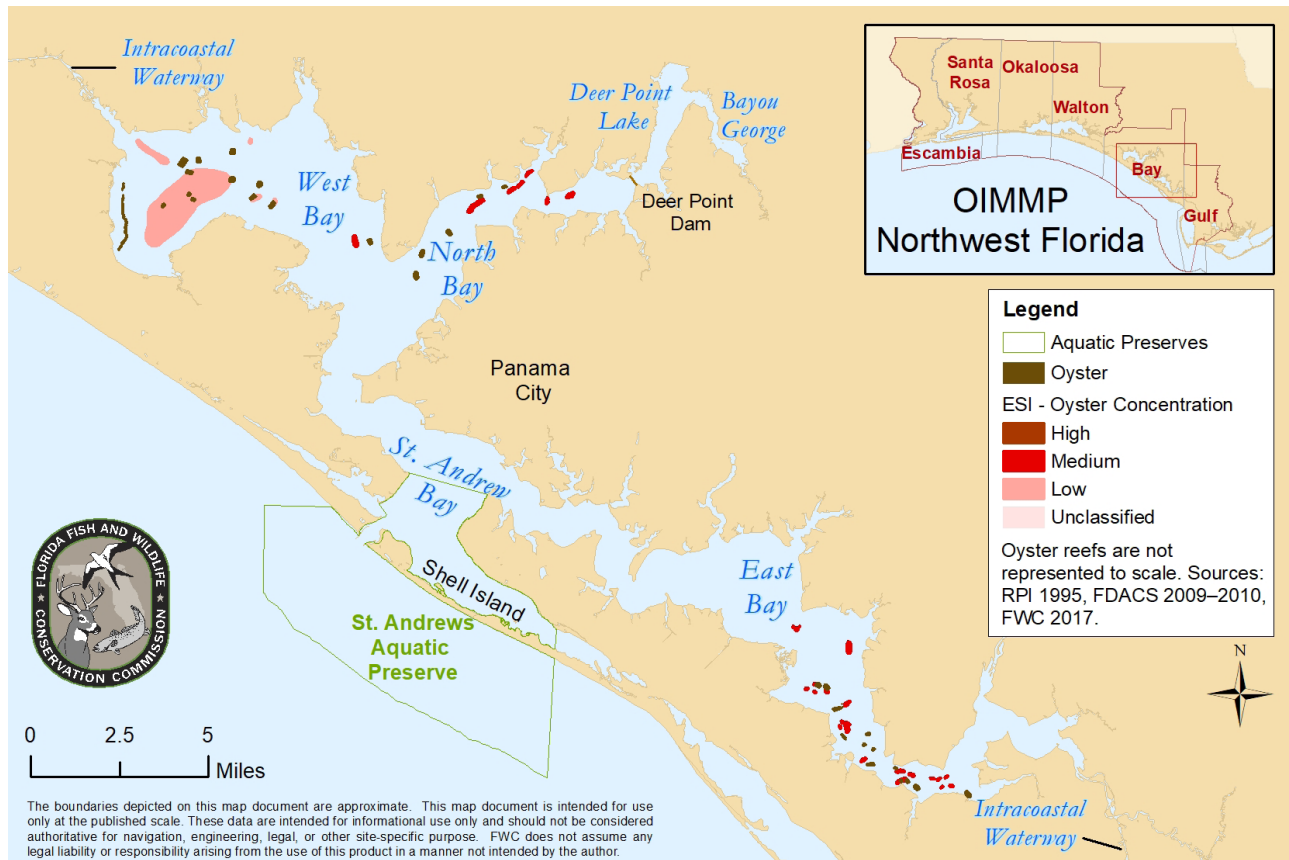 Intracoastal
Waterway
Deer Point
Lake
Bayou
George
West
Bay
Deer Point
Dam
North
Bay
Panama
City
St. Andrew
Bay
Shell Island
St. Andrews
Aquatic
Preserve
East
Bay
Intracoastal
Waterway
Santa
Rosa
Okaloosa
Walton
Escambia
Bay
Gulf
OIMMP
Northwest Florida
Legend
Aquatic Preserves
Oyster
ESI - Oyster Concentration
High
Medium
Low
Unclassified
Oyster reefs are not
represented to scale. Sources:
RPI 1995, FDACS 2009–2010,
FWC 2017.
N
FLORIDA FISH AND WILDLIFE
CONSERVATION COMMISSION
0 2.5 5
Miles
The boundaries depicted on this map document are approximate. This map document is intended for use
only at the published scale. These data are intended for informational use only and should not be considered
authoritative for navigation, engineering, legal, or other site-specific purpose. FWC does not assume any
legal liability or responsibility arising from the use of this product in a manner not intended by the author.